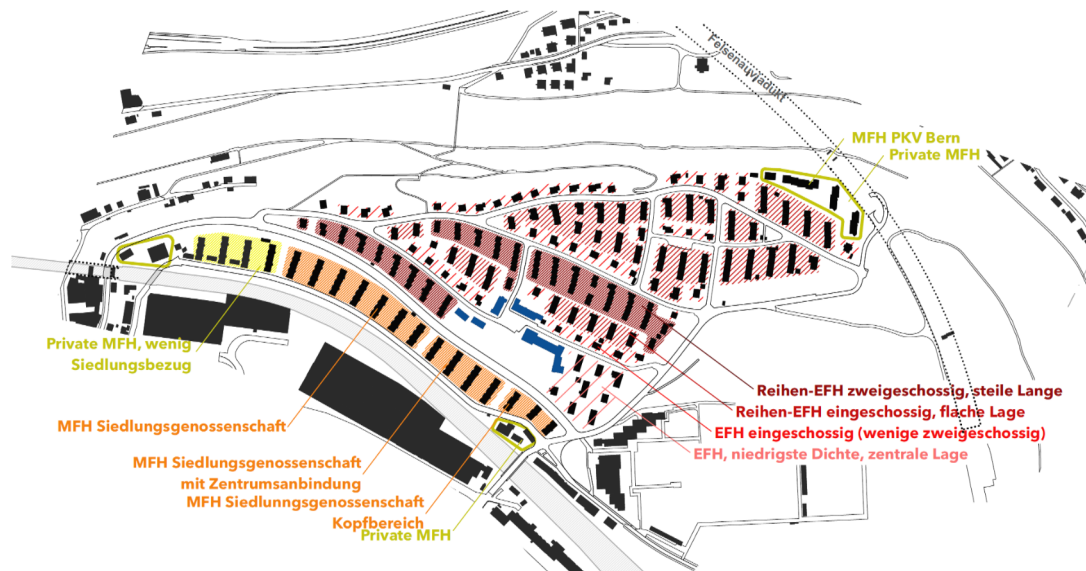 Felsenauviadukt
MFH PKV Bern
Private MFH
Private MFH, wenig
Siedlungsbezug
MFH Siedlungsgenossenschaft
MFH Siedlungsgenossenschaft
mit Zentrumsanbindung
MFH Siedlunngsgenossenschaft
Kopfbereich
Private MFH
Reihen-EFH zweigeschossig, steile Lange
Reihen-EFH eingeschossig, flache Lage
EFH eingeschossig (wenige zweigeschossig)
EFH, niedrigste Dichte, zentrale Lage